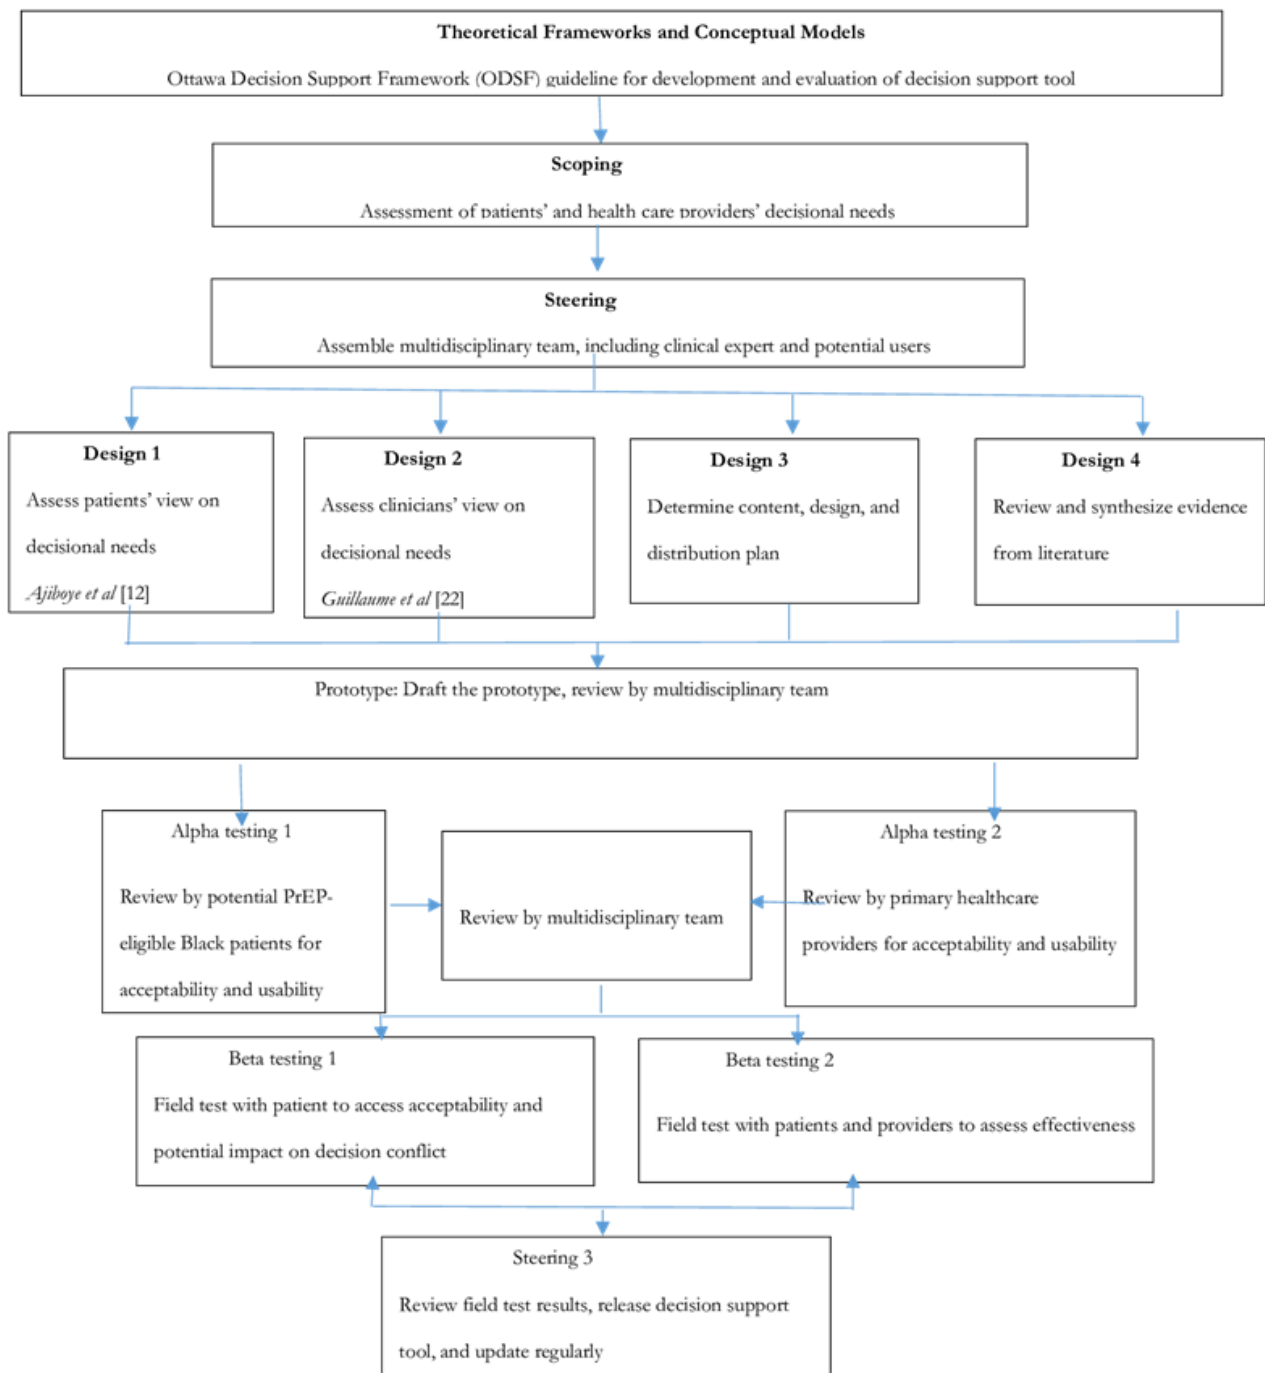 Theoretical Frameworks and Conceptual Models
Ottawa Decision Support Framework (ODSF) guideline for development and evaluation of decision support tool
Scoping
Assessment of patients’ and health care providers’ decisional needs
Steering
Assemble multidisciplinary team, including clinical expert and potential users
Design 1
Assess patients’ view on
decisional needs
Ajiboye et al [12]
Design 2
Assess clinicians’ view on
decisional needs
Guillaume et al [22]
Design 3
Determine content, design, and
distribution plan
Design 4
Review and synthesize evidence
from literature
Prototype: Draft the prototype, review by multidisciplinary team
Alpha testing 1
Review by potential PrEP-
eligible Black patients for
acceptability and usability
Review by multidisciplinary team
Alpha testing 2
Review by primary healthcare
providers for acceptability and usability
Beta testing 1
Field test with patient to access acceptability and
potential impact on decision conflict
Beta testing 2
Field test with patients and providers to assess effectiveness
Steering 3
Review field test results, release decision support
tool, and update regularly